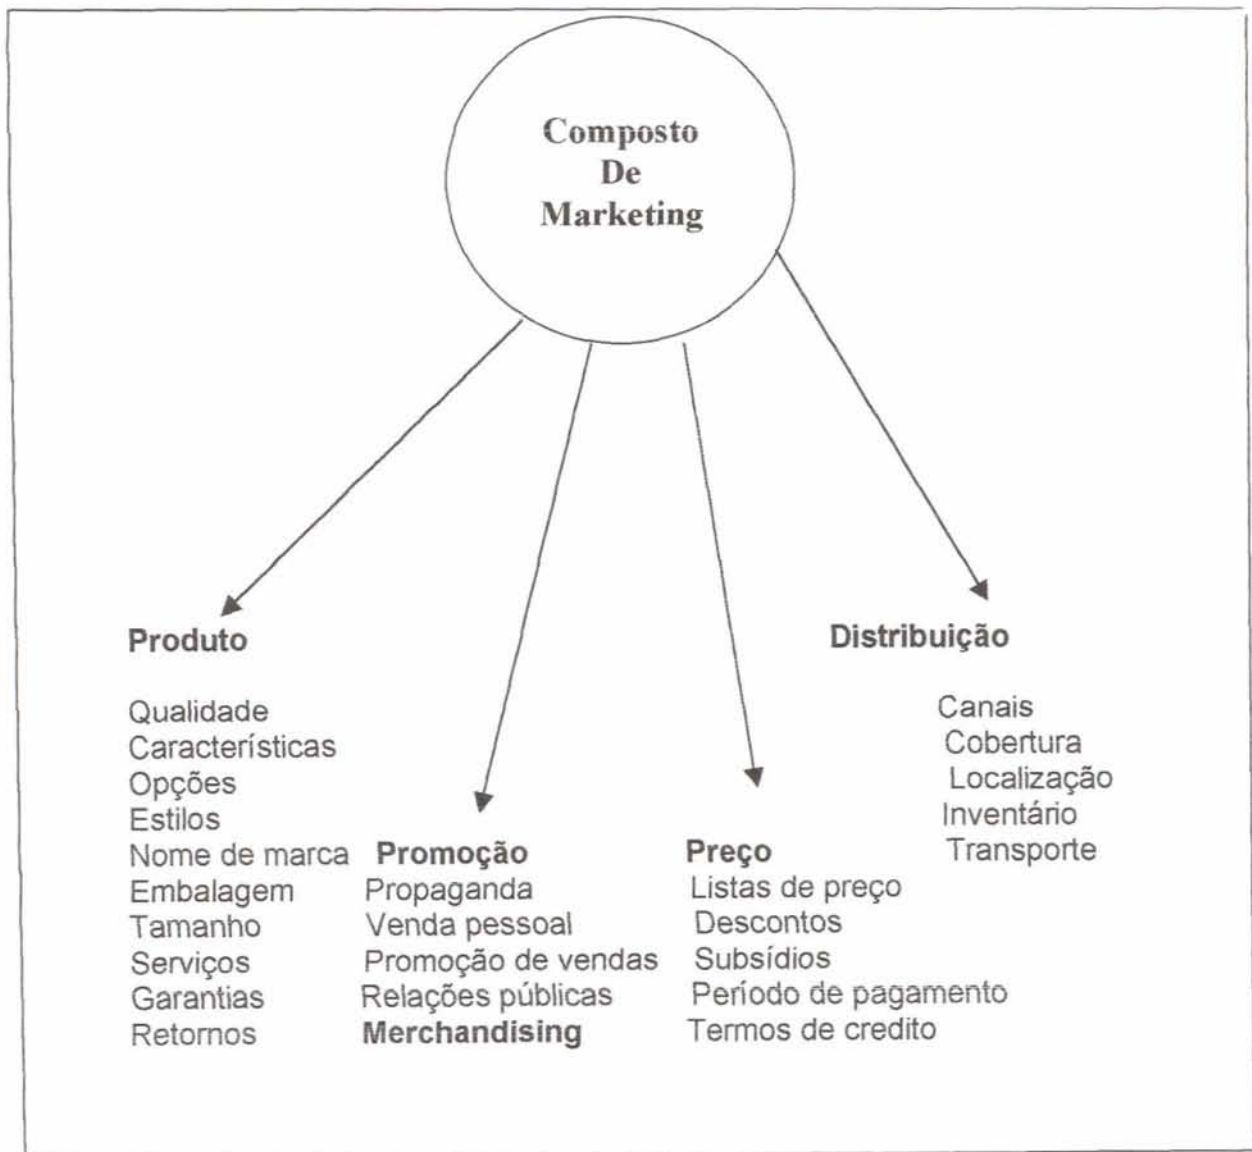 Composto
De
Marketing
Produto
Qualidade
Características
Opções
Estilos
Nome de marca
Embalagem
Tamanho
Serviços
Garantias
Retornos
Promoção
Propaganda
Venda pessoal
Promoção de vendas
Relações públicas
Merchandising
Preço
Listas de preço
Descontos
Subsídios
Período de pagamento
Termos de credito
Distribuição
Canais
Cobertura
Localização
Inventário
Transporte